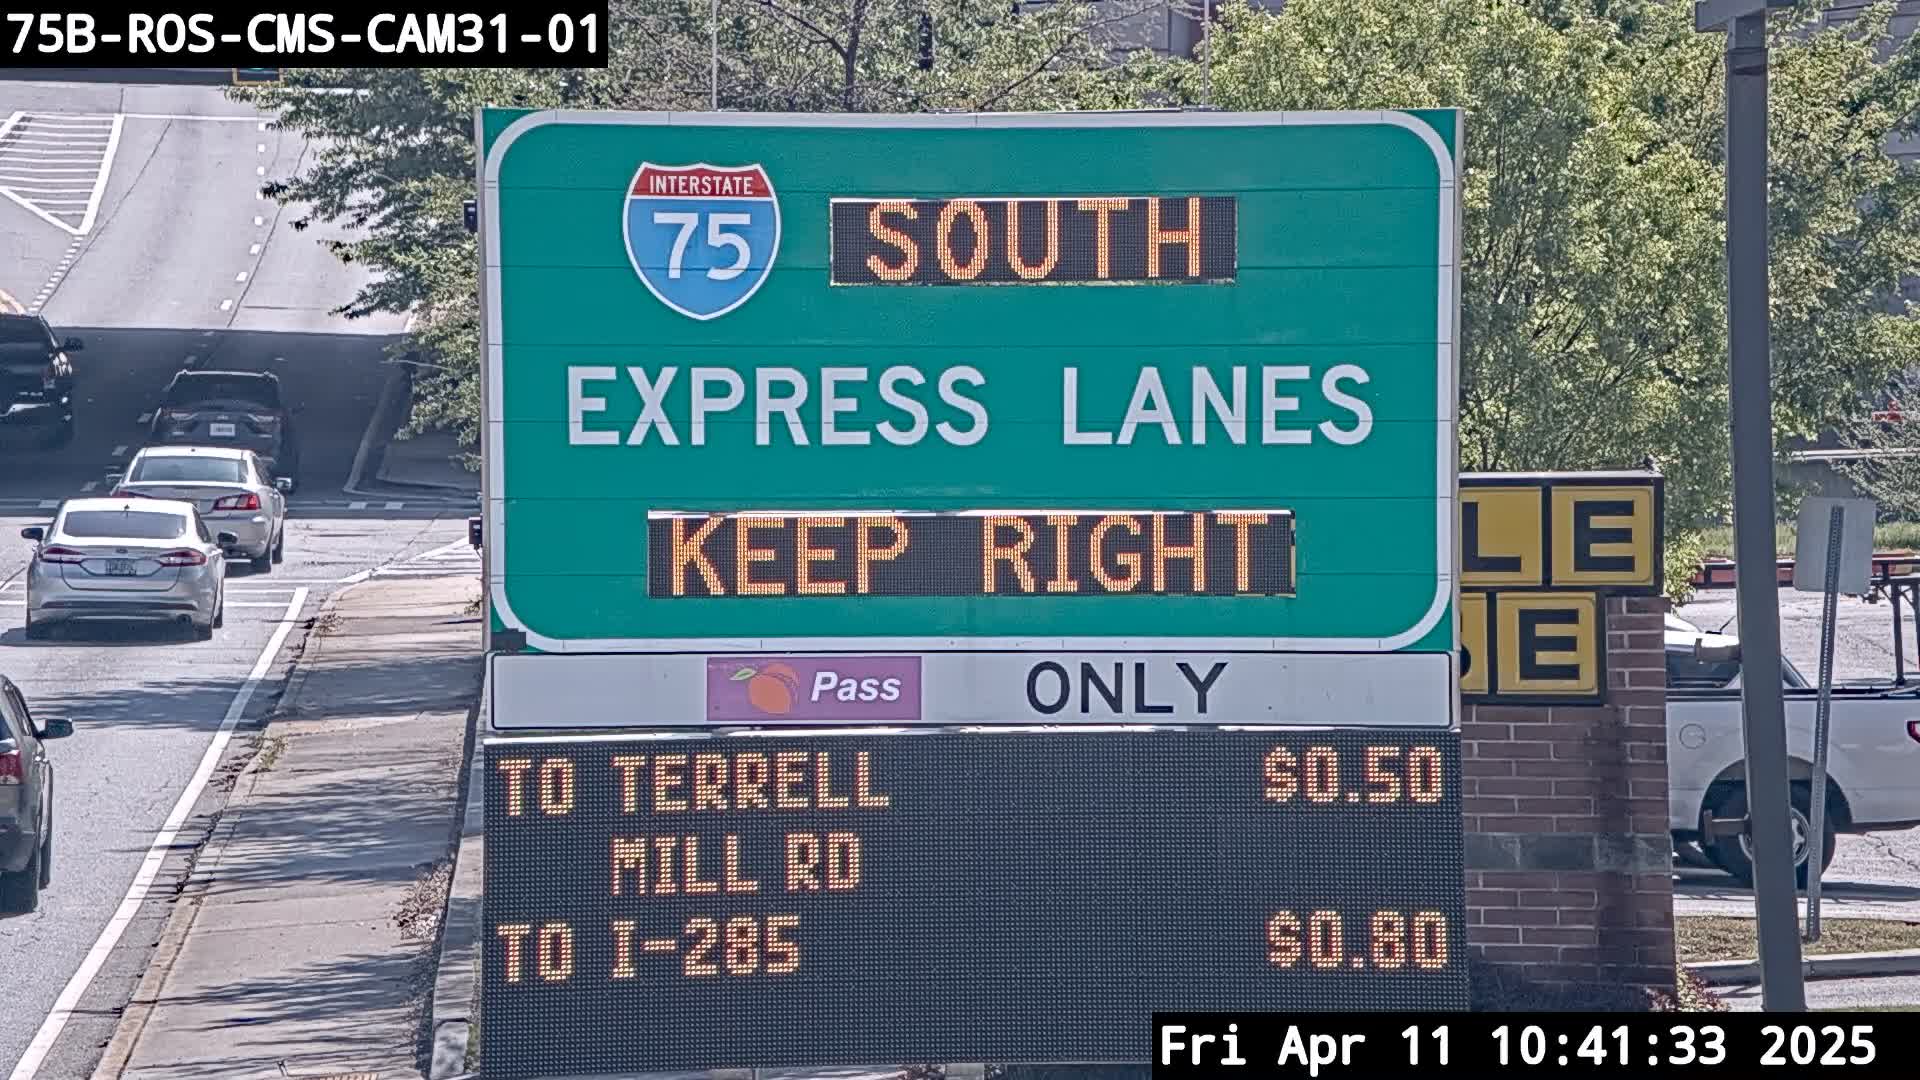 75B-ROS-CMS-CAM31-01
INTERSTATE
75
SOUTH
EXPRESS LANES
KEEP RIGHT
LE
E
Pass ONLY
TO TERRELL $0.50
MILL RD
TO I-285 $0.80
Fri Apr 11 10:41:33 2025